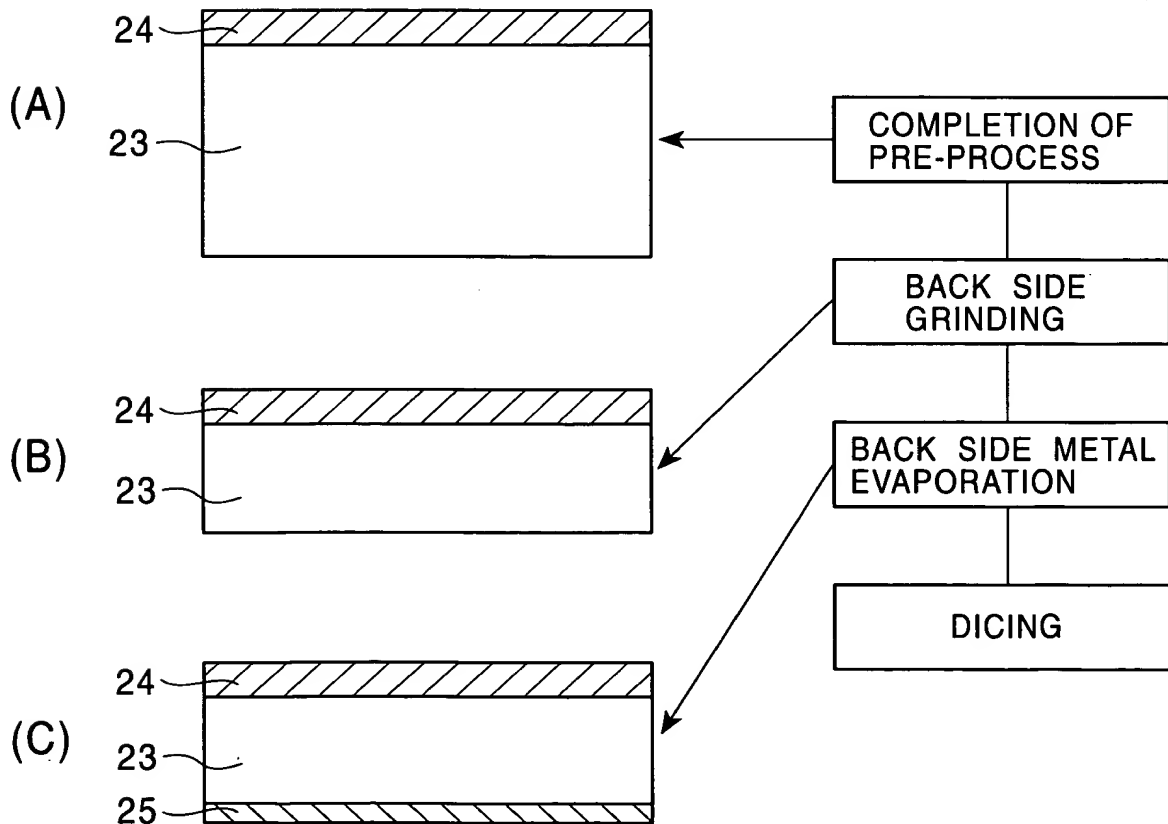 24
(A)
23
COMPLETION OF
PRE-PROCESS
BACK SIDE
GRINDING
24
(B)
23
BACK SIDE METAL
EVAPORATION
DICING
24
(C)
23
25